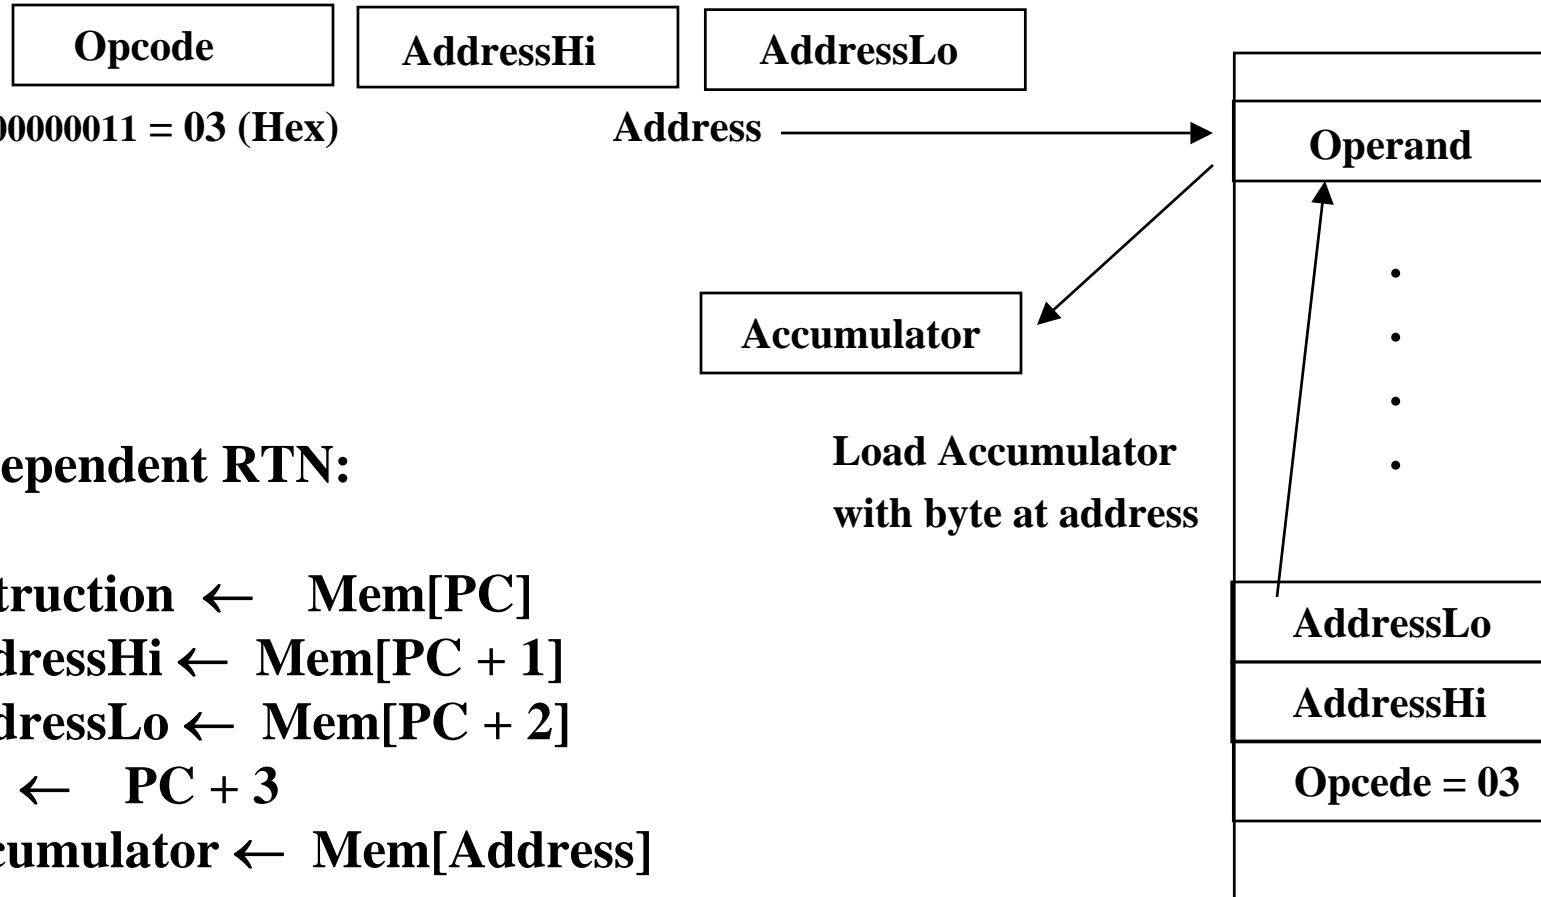 Opcode
AddressHi
AddressLo
00000011 = 03 (Hex)
Address
Operand
Accumulator
Load Accumulator
with byte at address
ependent RTN:
truction ← Mem[PC]
dressHi ← Mem[PC + 1]
dressLo ← Mem[PC + 2]
← PC + 3
cumulator ← Mem[Address]
AddressLo
AddressHi
Opcede = 03